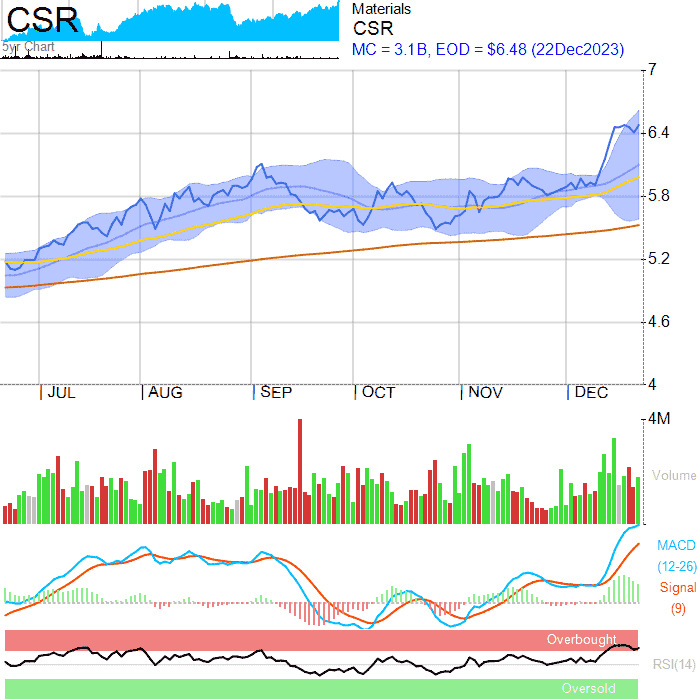 CSR
5yr Chart
Materials
CSR
MC = 3.1B, EOD = $6.48 (22Dec2023)
7
6.4
5.8
5.2
4.6
4
JUL AUG SEP OCT NOV DEC
4M
Volume
MACD
(12-26)
Signal
(9)
Overbought
RSI(14)
Oversold